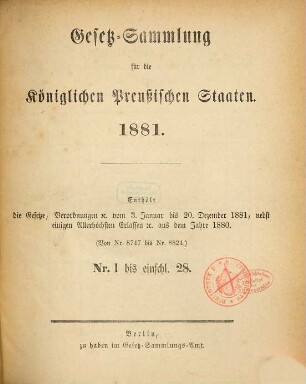 Gesetz-Sammlung
für die
Königlichen Preußischen Staaten.
1881.
Enthält
die Gesetze, Verordnungen ꝛc. vom 3. Januar bis 20. Dezember 1881, nebst
einigen Allerhöchsten Erlassen ꝛc. aus dem Jahre 1880.
(Von Nr. 8747 bis Nr. 8824.)
Nr. 1 bis einschl. 28.
Berlin,
zu haben im Gesetz-Sammlungs-Amt.